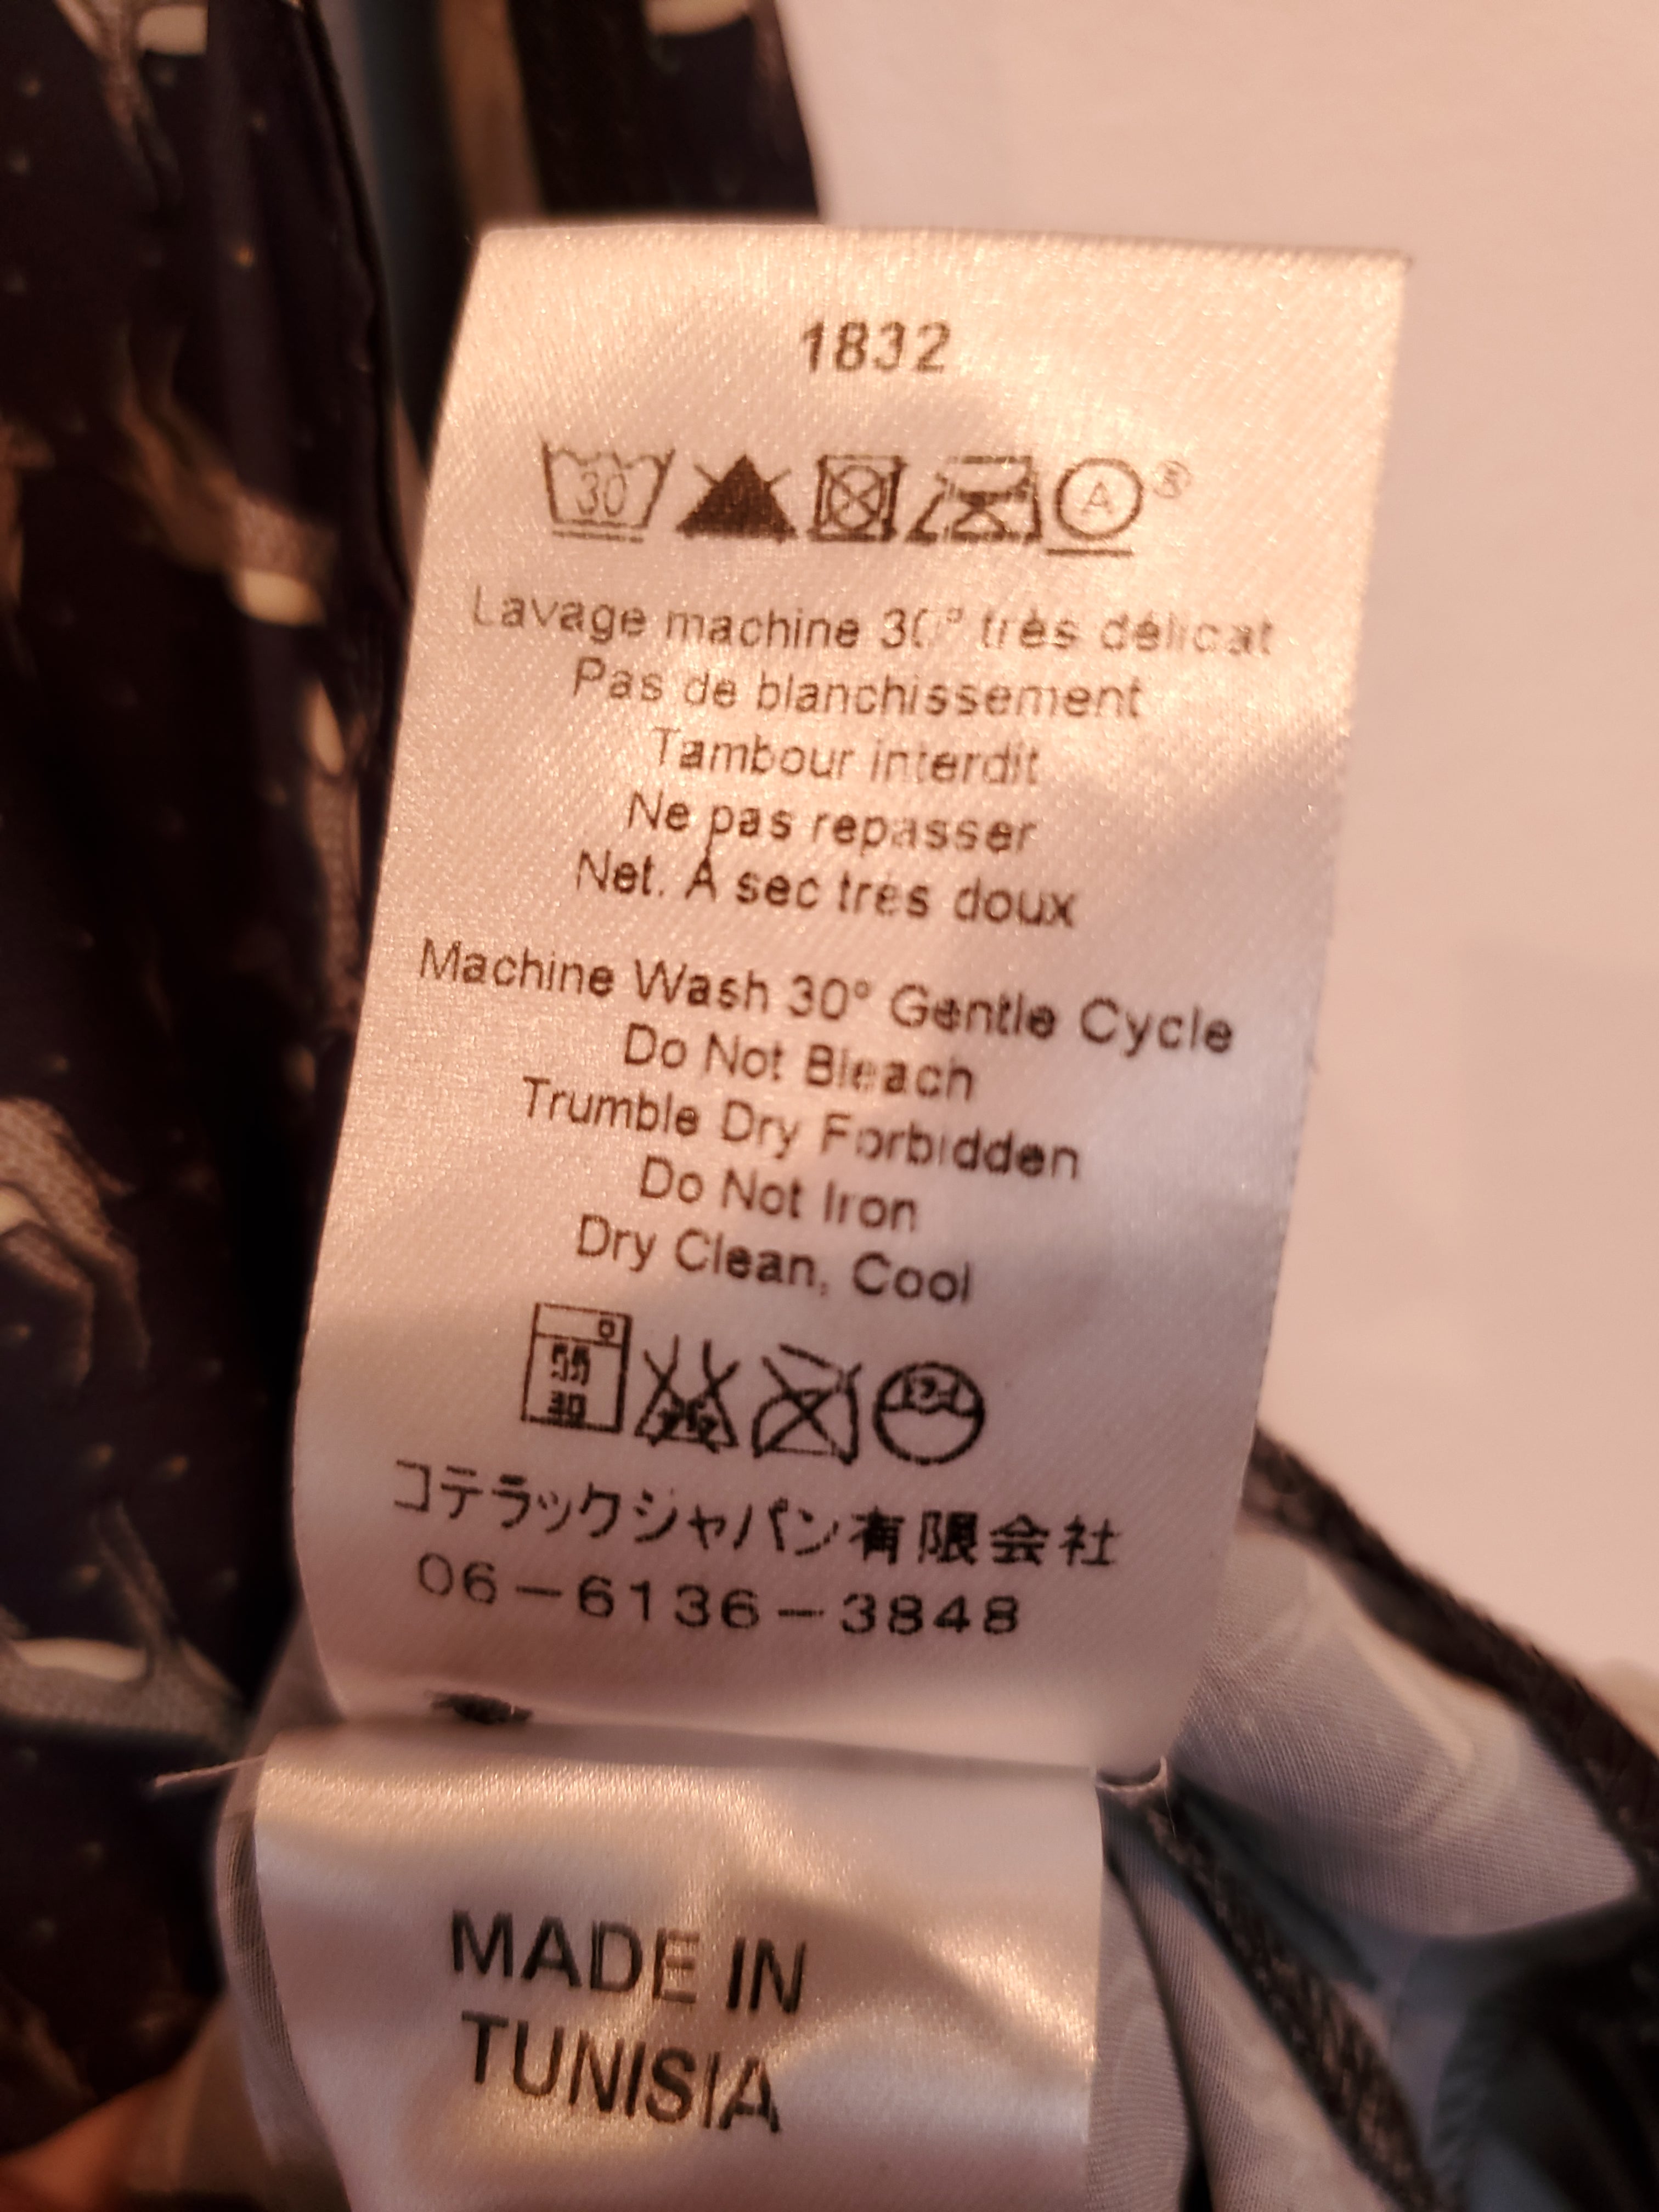 1832
30 A ®
Lavage machine 30° très délicat
Pas de blanchissement
Tambour interdit
Ne pas repasser
Net. À sec tres doux
Machine Wash 30° Gentle Cycle
Do Not Bleach
Trumble Dry Forbidden
Do Not Iron
Dry Clean, Cool
30
コテラックジャパン有限会社
06-6136-3848
MADE IN
TUNISIA